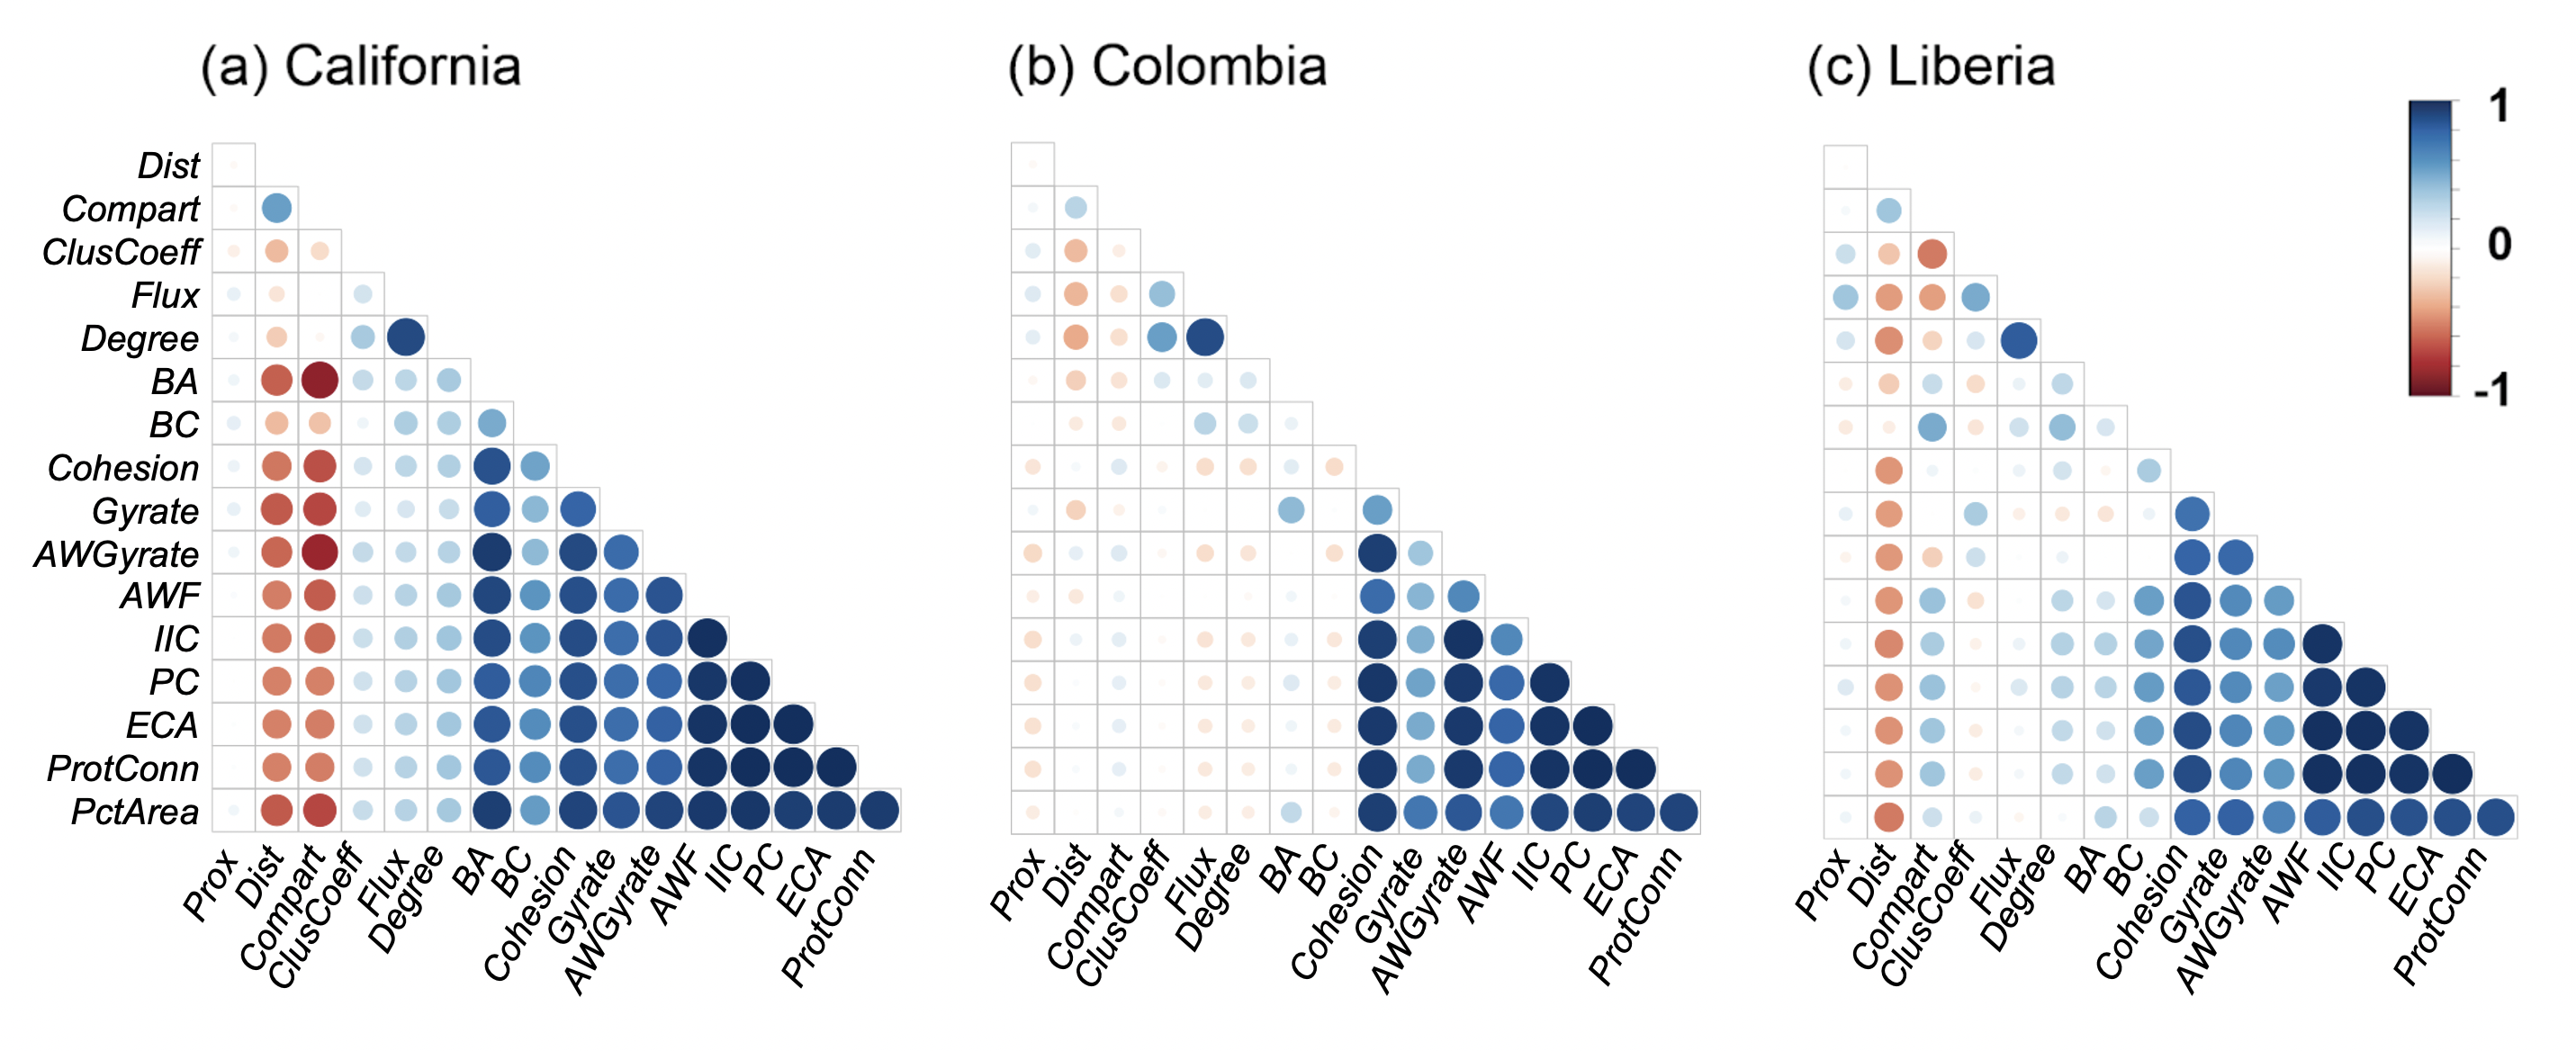 (a) California
(b) Colombia
(c) Liberia
1
0
-1
Dist
Compart
ClusCoeff
Flux
Degree
BA
BC
Cohesion
Gyrate
AWGyrate
AWF
IIC
PC
ECA
ProtConn
PctArea
Prox
Dist
Compart
ClusCoeff
Flux
Degree
BA
BC
Cohesion
Gyrate
AWGyrate
AWF
IIC
PC
ECA
ProtConn
Prox
Dist
Compart
ClusCoeff
Flux
Degree
BA
BC
Cohesion
Gyrate
AWGyrate
AWF
IIC
PC
ECA
ProtConn
Prox
Dist
Compart
ClusCoeff
Flux
Degree
BA
BC
Cohesion
Gyrate
AWGyrate
AWF
IIC
PC
ECA
ProtConn